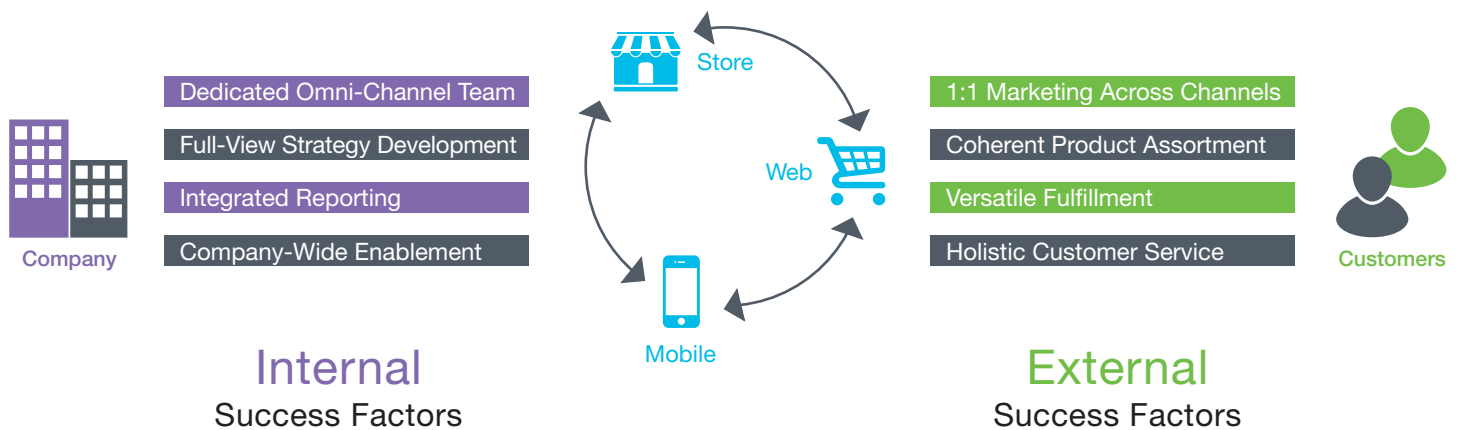 Company
Dedicated Omni-Channel Team
Full-View Strategy Development
Integrated Reporting
Company-Wide Enablement
Internal
Success Factors
Store
Web
Mobile
1:1 Marketing Across Channels
Coherent Product Assortment
Versatile Fulfillment
Holistic Customer Service
Customers
External
Success Factors